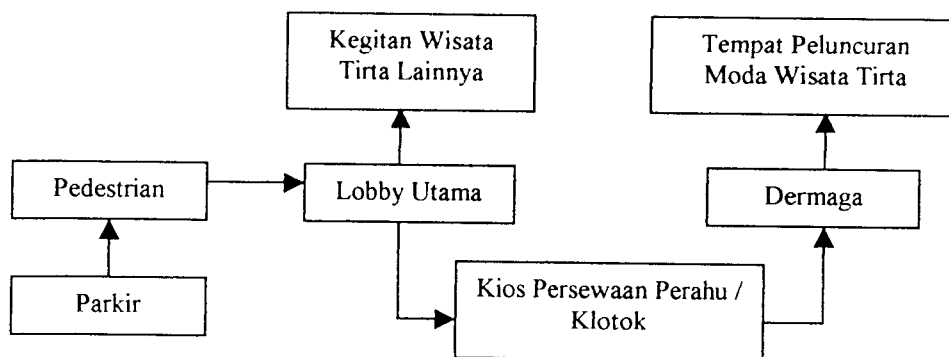 Kegitan Wisata
Tirta Lainnya
Tempat Peluncuran
Moda Wisata Tirta
Pedestrian
Lobby Utama
Dermaga
Parkir
Kios Persewaan Perahu /
Klotok